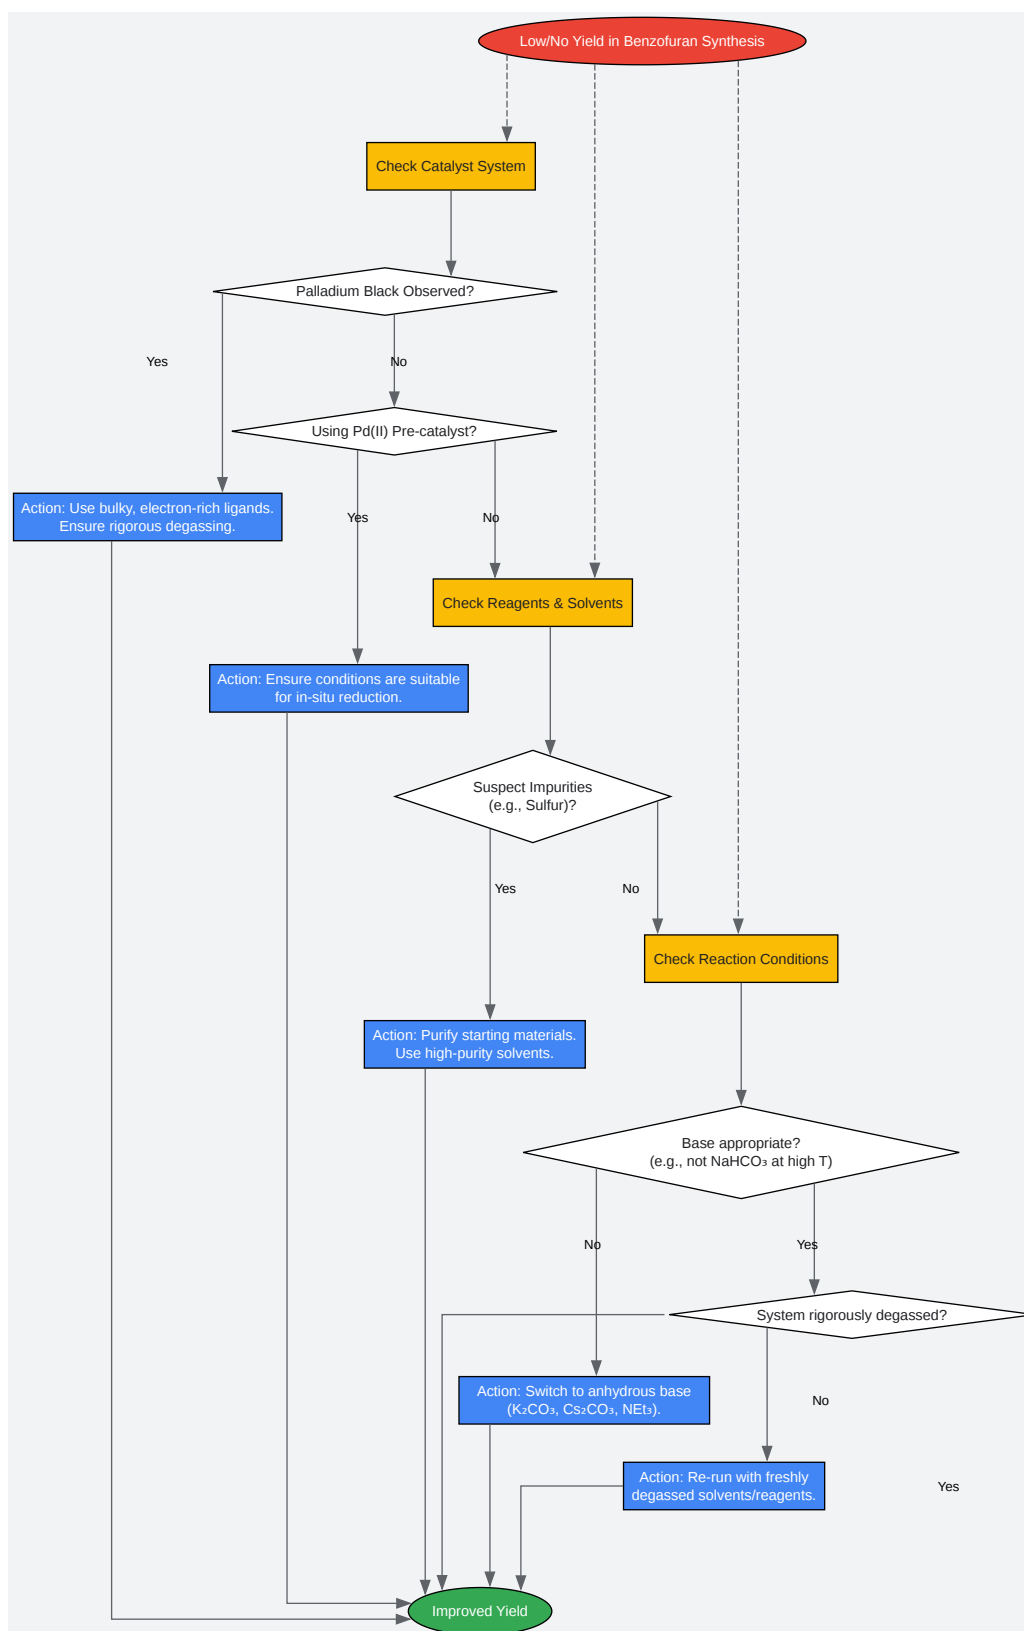 Low/No Yield in Benzofuran Synthesis
Check Catalyst System
Palladium Black Observed?
Yes
No
Using Pd(II) Pre-catalyst?
Action: Use bulky, electron-rich ligands.
Ensure rigorous degassing.
Yes
No
Check Reagents & Solvents
Action: Ensure conditions are suitable
for in-situ reduction.
Suspect Impurities
(e.g., Sulfur)?
Yes
No
Check Reaction Conditions
Action: Purify starting materials.
Use high-purity solvents.
Base appropriate?
(e.g., not NaHCO₃ at high T)
No
Yes
System rigorously degassed?
Action: Switch to anhydrous base
(K₂CO₃, Cs₂CO₃, NEt₃).
No
Action: Re-run with freshly
degassed solvents/reagents.
Yes
Improved Yield